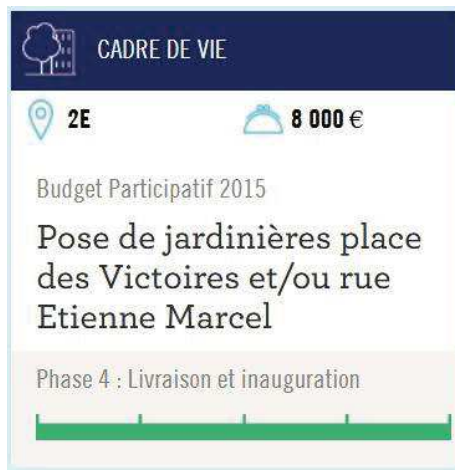 CADRE DE VIE
2E
8 000 €
Budget Participatif 2015
Pose de jardinières place
des Victoires et/ou rue
Etienne Marcel
Phase 4 : Livraison et inauguration